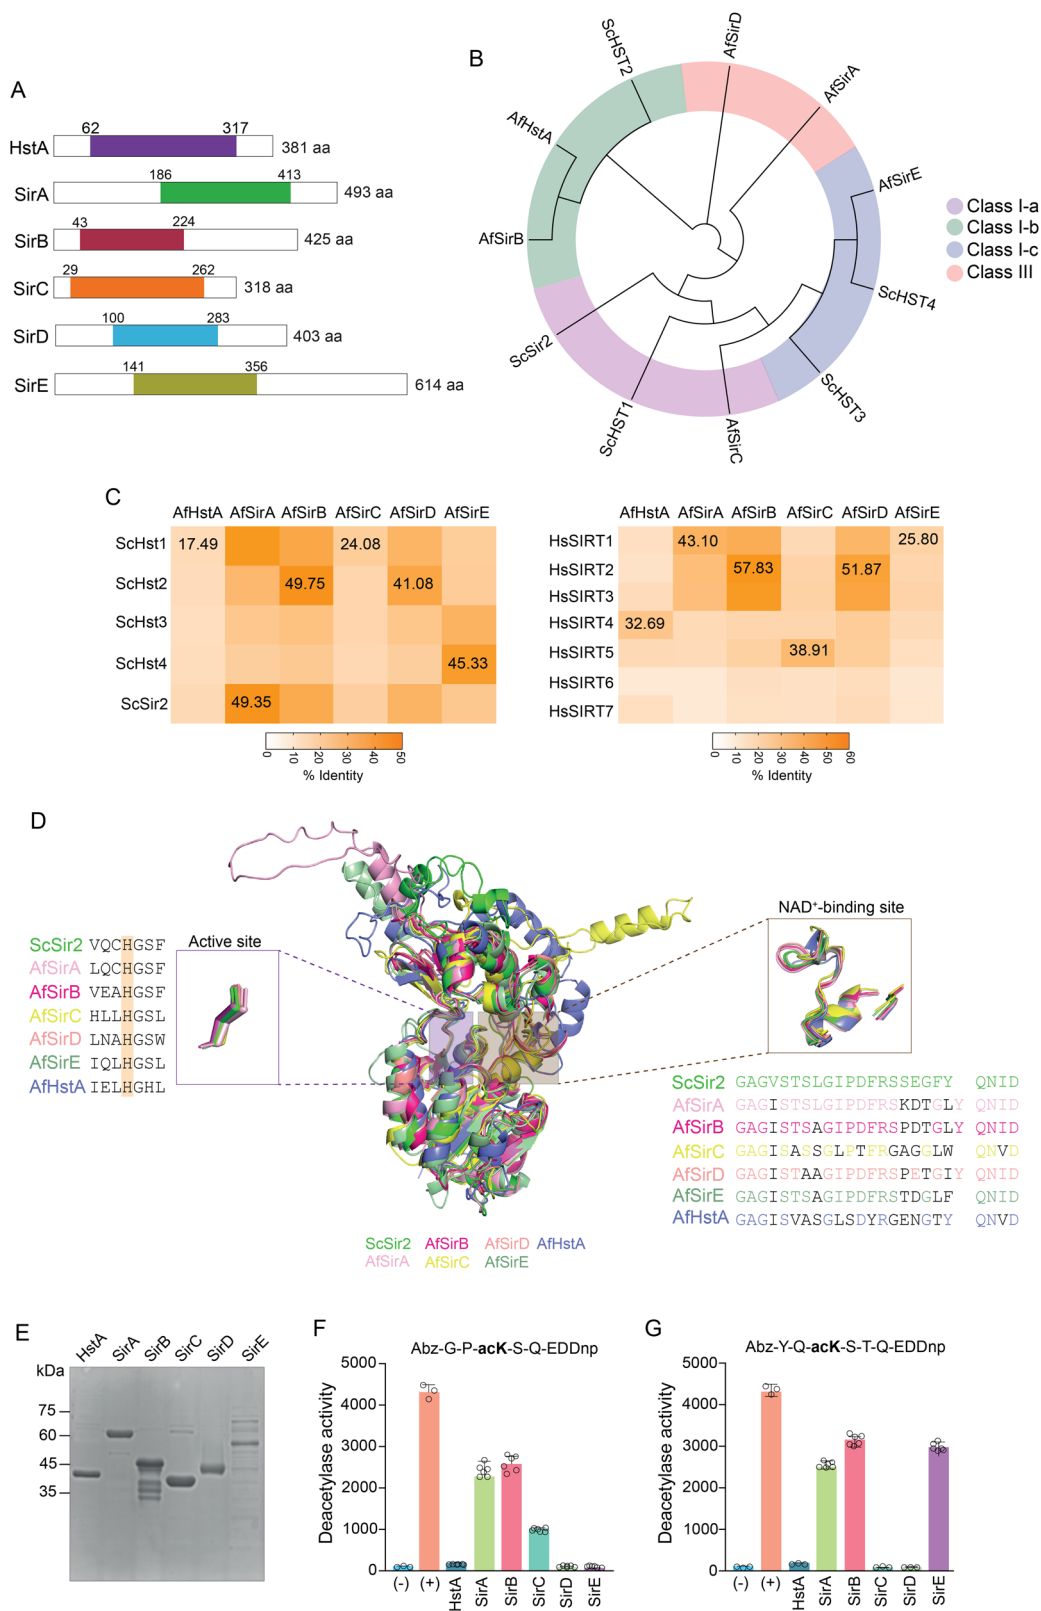 A
62 317
HstA
381 aa
186 413
SirA
493 aa
43 224
SirB
425 aa
29 262
SirC
318 aa
100 283
SirD
403 aa
141 356
SirE
614 aa
B
AfSirD
ScHST2
AfSirA
AfHstA
AfSirE
AfSirB
ScHST4
ScSir2
ScHST3
ScHST1
AfSirC
Class I-a
Class I-b
Class I-c
Class III
C
AfHstA AfSirA AfSirB AfSirC AfSirD AfSirE
ScHst1 17.49 24.08
ScHst2 49.75 41.08
ScHst3
ScHst4 45.33
ScSir2 49.35
0 10 20 30 40 50
% Identity
AfHstA AfSirA AfSirB AfSirC AfSirD AfSirE
HsSIRT1 43.10 25.80
HsSIRT2 57.83 51.87
HsSIRT3
HsSIRT4 32.69
HsSIRT5 38.91
HsSIRT6
HsSIRT7
0 10 20 30 40 50 60
% Identity
D
ScSir2 VQCHGSF
AfSirA LQCHGSF
AfSirB VEAHGSF
AfSirC HLLHGSL
AfSirD LNAHGSW
AfSirE IQLHGSL
AfHstA IELHGHL
Active site
NAD⁺-binding site
ScSir2 GAGVSTSLGIPDFRSSEGFY QNID
AfSirA GAGISTSLGIPDFRSKDTGLY QNID
AfSirB GAGISTSAGIPDFRSPDTGLY QNID
AfSirC GAGISASSGLPTFRGAGGLW QNVD
AfSirD GAGISTAAGIPDFRSPETGIY QNID
AfSirE GAGISTSAGIPDFRSTDGLF QNID
AfHstA GAGISVASGLSDYRGENGTY QNVD
ScSir2 AfSirB AfSirD AfHstA
AfSirA AfSirC AfSirE
E
HstA SirA SirB SirC SirD SirE
kDa
75
60
45
35
F
Abz-G-P-acK-S-Q-EDDnp
Deacetylase activity
5000
4000
3000
2000
1000
0
(-) (+) HstA SirA SirB SirC SirD SirE
G
Abz-Y-Q-acK-S-T-Q-EDDnp
Deacetylase activity
5000
4000
3000
2000
1000
0
(-) (+) HstA SirA SirB SirC SirD SirE